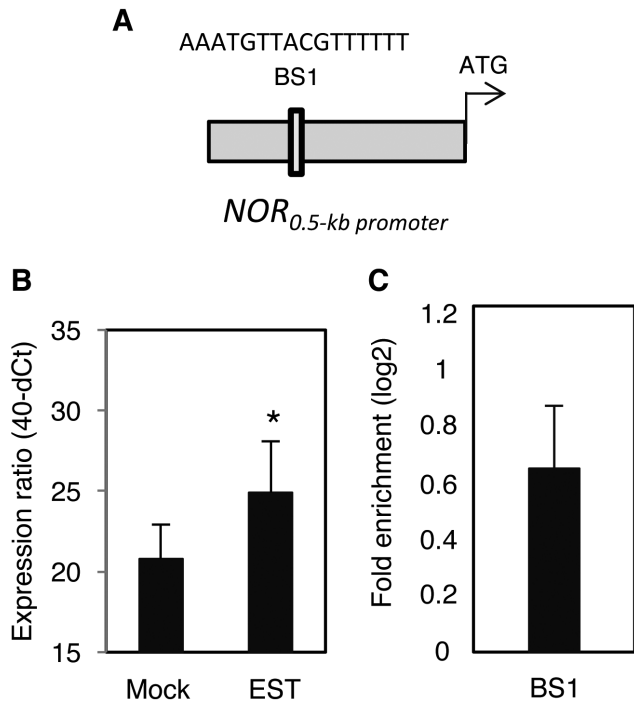 A
AAATGTTACGTTTTTT
BS1
ATG
NOR0.5-kb promoter
B
Expression ratio (40-dCt)
35
30
25
20
15
*
Mock EST
C
Fold enrichment (log2)
1.2
1
0.8
0.6
0.4
0.2
0
BS1